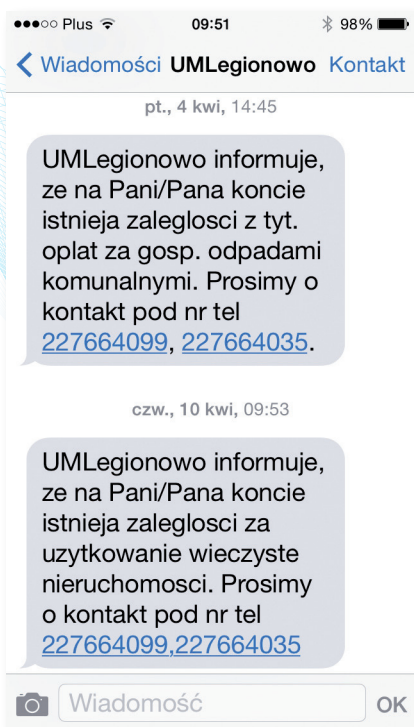 Plus 09:51 98%
Wiadomości UMLegionowo Kontakt
pt., 4 kwi, 14:45
UMLegionowo informuje,
ze na Pani/Pana koncie
istnieja zaleglosci z tyt.
oplat za gosp. odpadami
komunalnymi. Prosimy o
kontakt pod nr tel
227664099, 227664035.
czw., 10 kwi, 09:53
UMLegionowo informuje,
ze na Pani/Pana koncie
istnieja zaleglosci za
uzytkowanie wieczyste
nieruchomosci. Prosimy
o kontakt pod nr tel
227664099,227664035
Wiadomość OK